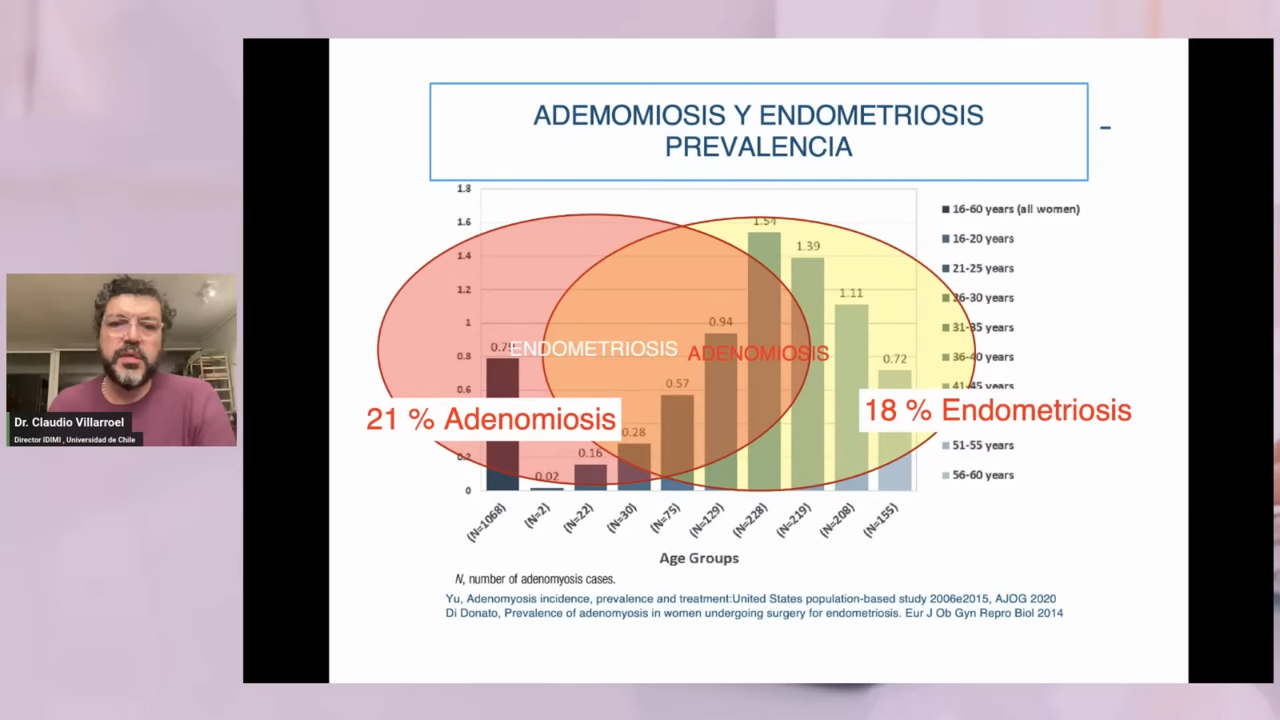 ADEMOMIOSIS Y ENDOMETRIOSIS
PREVALENCIA
-
1.8
1.6
1.4
1.2
1
0.8
0.6
0
0.02
0.16
0.28
0.57
0.94
1.54
1.39
1.11
0.72
ENDOMETRIOSIS
ADENOMIOSIS
21 % Adenomiosis
18 % Endometriosis
16-60 years (all women)
16-20 years
21-25 years
26-30 years
31-35 years
36-40 years
41-45 years
51-55 years
56-60 years
(N=1068)
(N=2)
(N=22)
(N=30)
(N=75)
(N=129)
(N=228)
(N=219)
(N=208)
(N=155)
Age Groups
N, number of adenomyosis cases.
Yu, Adenomyosis incidence, prevalence and treatment:United States population-based study 2006e2015, AJOG 2020
Di Donato, Prevalence of adenomyosis in women undergoing surgery for endometriosis. Eur J Ob Gyn Repro Biol 2014
Dr. Claudio Villarroel
Director IDIMI , Universidad de Chile